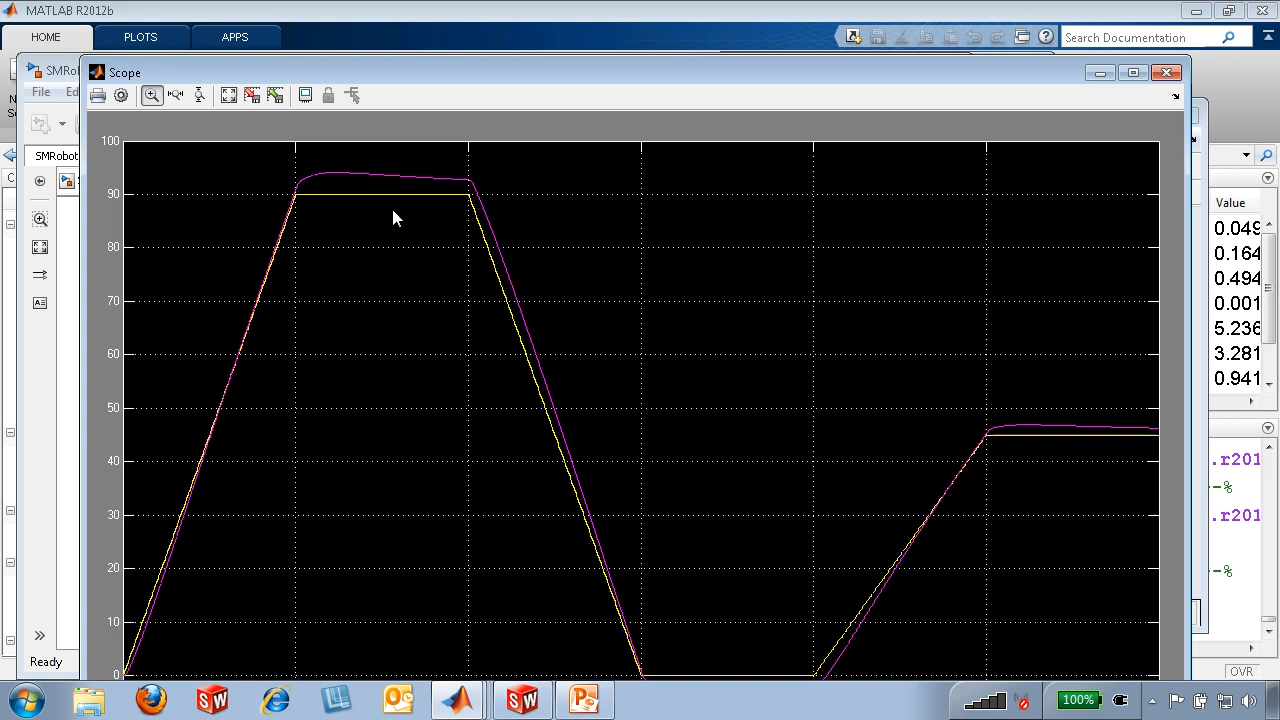 MATLAB R2012b
HOME PLOTS APPS
Search Documentation
SMRo
Scope
File Ed
SMRobot
100
90
80
70
60
50
40
30
20
10
0
Ready
Value
0.049
0.164
0.494
0.001
5.236
3.281
0.941
.r201
--%
.r201
--%
OVR
100%